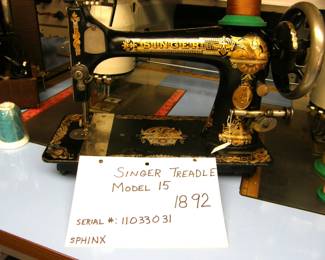 SINGER
SINGER TREADLE
MODEL 15
1892
SERIAL #: 11033031
SPHINX